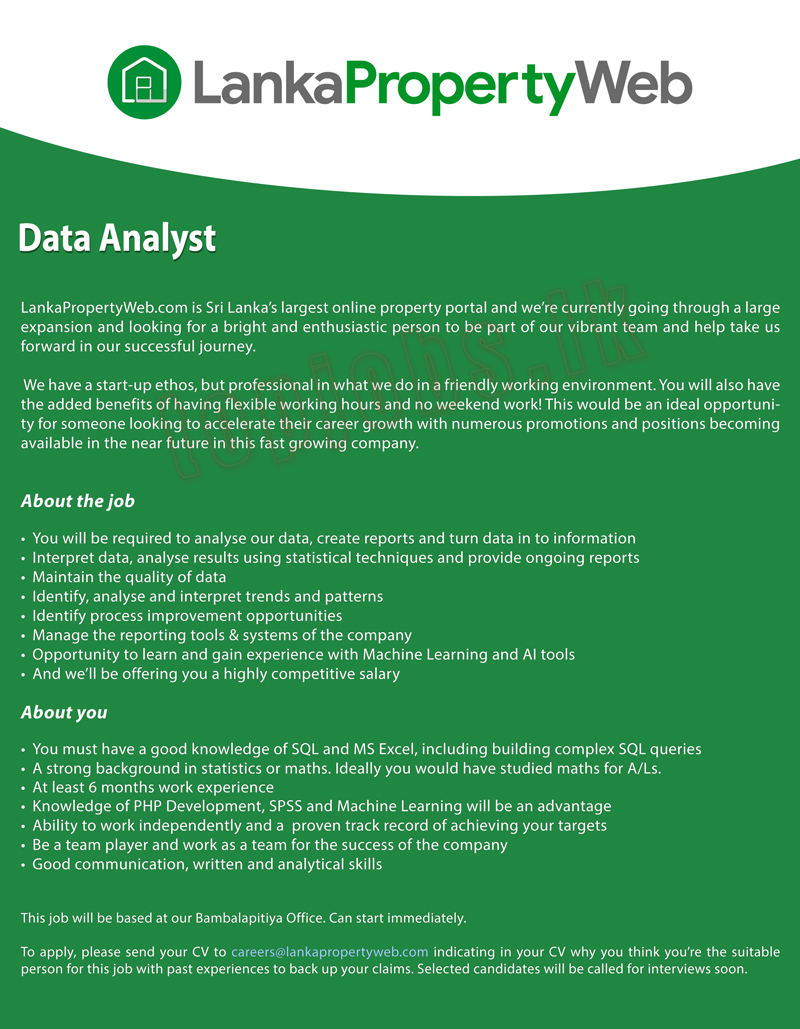 LankaPropertyWeb
Data Analyst
LankaPropertyWeb.com is Sri Lanka's largest online property portal and we're currently going through a large
expansion and looking for a bright and enthusiastic person to be part of our vibrant team and help take us
forward in our successful journey.
We have a start-up ethos, but professional in what we do in a friendly working environment. You will also have
the added benefits of having flexible working hours and no weekend work! This would be an ideal opportuni-
ty for someone looking to accelerate their career growth with numerous promotions and positions becoming
available in the near future in this fast growing company.
topjobs.lk
About the job
• You will be required to analyse our data, create reports and turn data in to information
• Interpret data, analyse results using statistical techniques and provide ongoing reports
• Maintain the quality of data
• Identify, analyse and interpret trends and patterns
• Identify process improvement opportunities
• Manage the reporting tools & systems of the company
• Opportunity to learn and gain experience with Machine Learning and AI tools
• And we'll be offering you a highly competitive salary
About you
• You must have a good knowledge of SQL and MS Excel, including building complex SQL queries
• A strong background in statistics or maths. Ideally you would have studied maths for A/Ls.
• At least 6 months work experience
• Knowledge of PHP Development, SPSS and Machine Learning will be an advantage
• Ability to work independently and a  proven track record of achieving your targets
• Be a team player and work as a team for the success of the company
• Good communication, written and analytical skills
This job will be based at our Bambalapitiya Office. Can start immediately.
To apply, please send your CV to careers@lankapropertyweb.com indicating in your CV why you think you're the suitable
person for this job with past experiences to back up your claims. Selected candidates will be called for interviews soon.